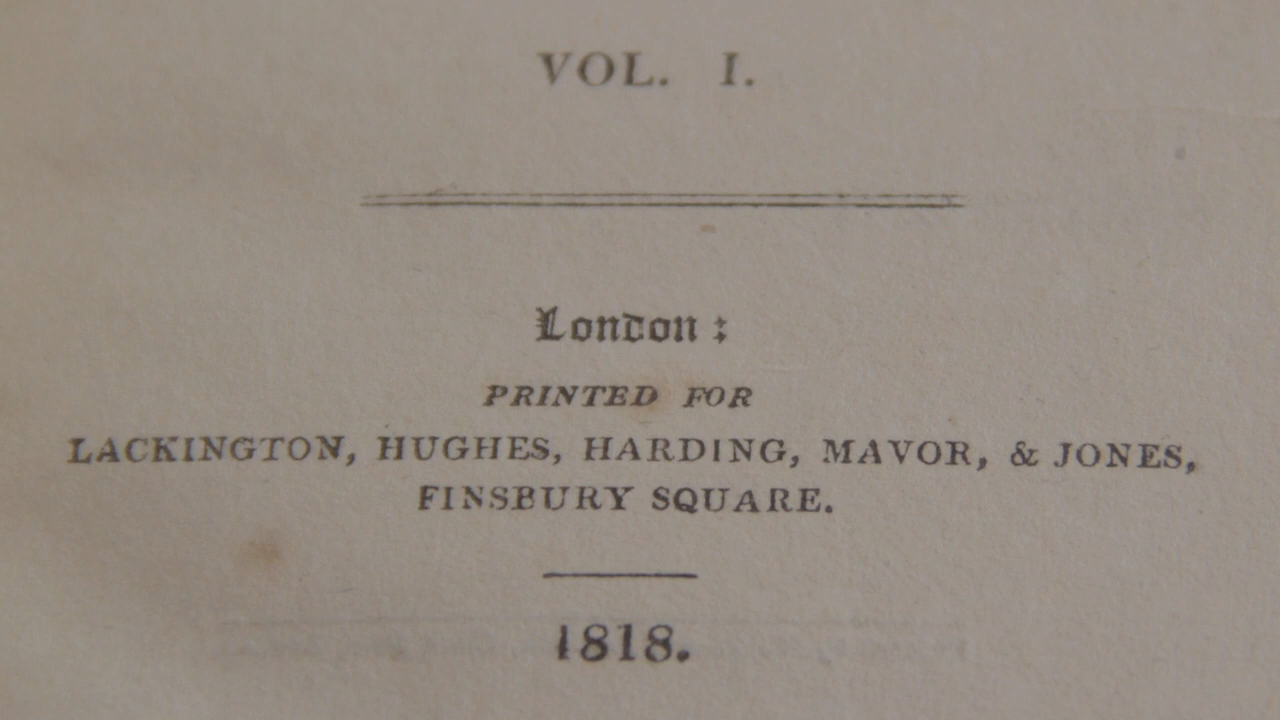 VOL. I.
London:
PRINTED FOR
LACKINGTON, HUGHES, HARDING, MAVOR, & JONES,
FINSBURY SQUARE.
1818.